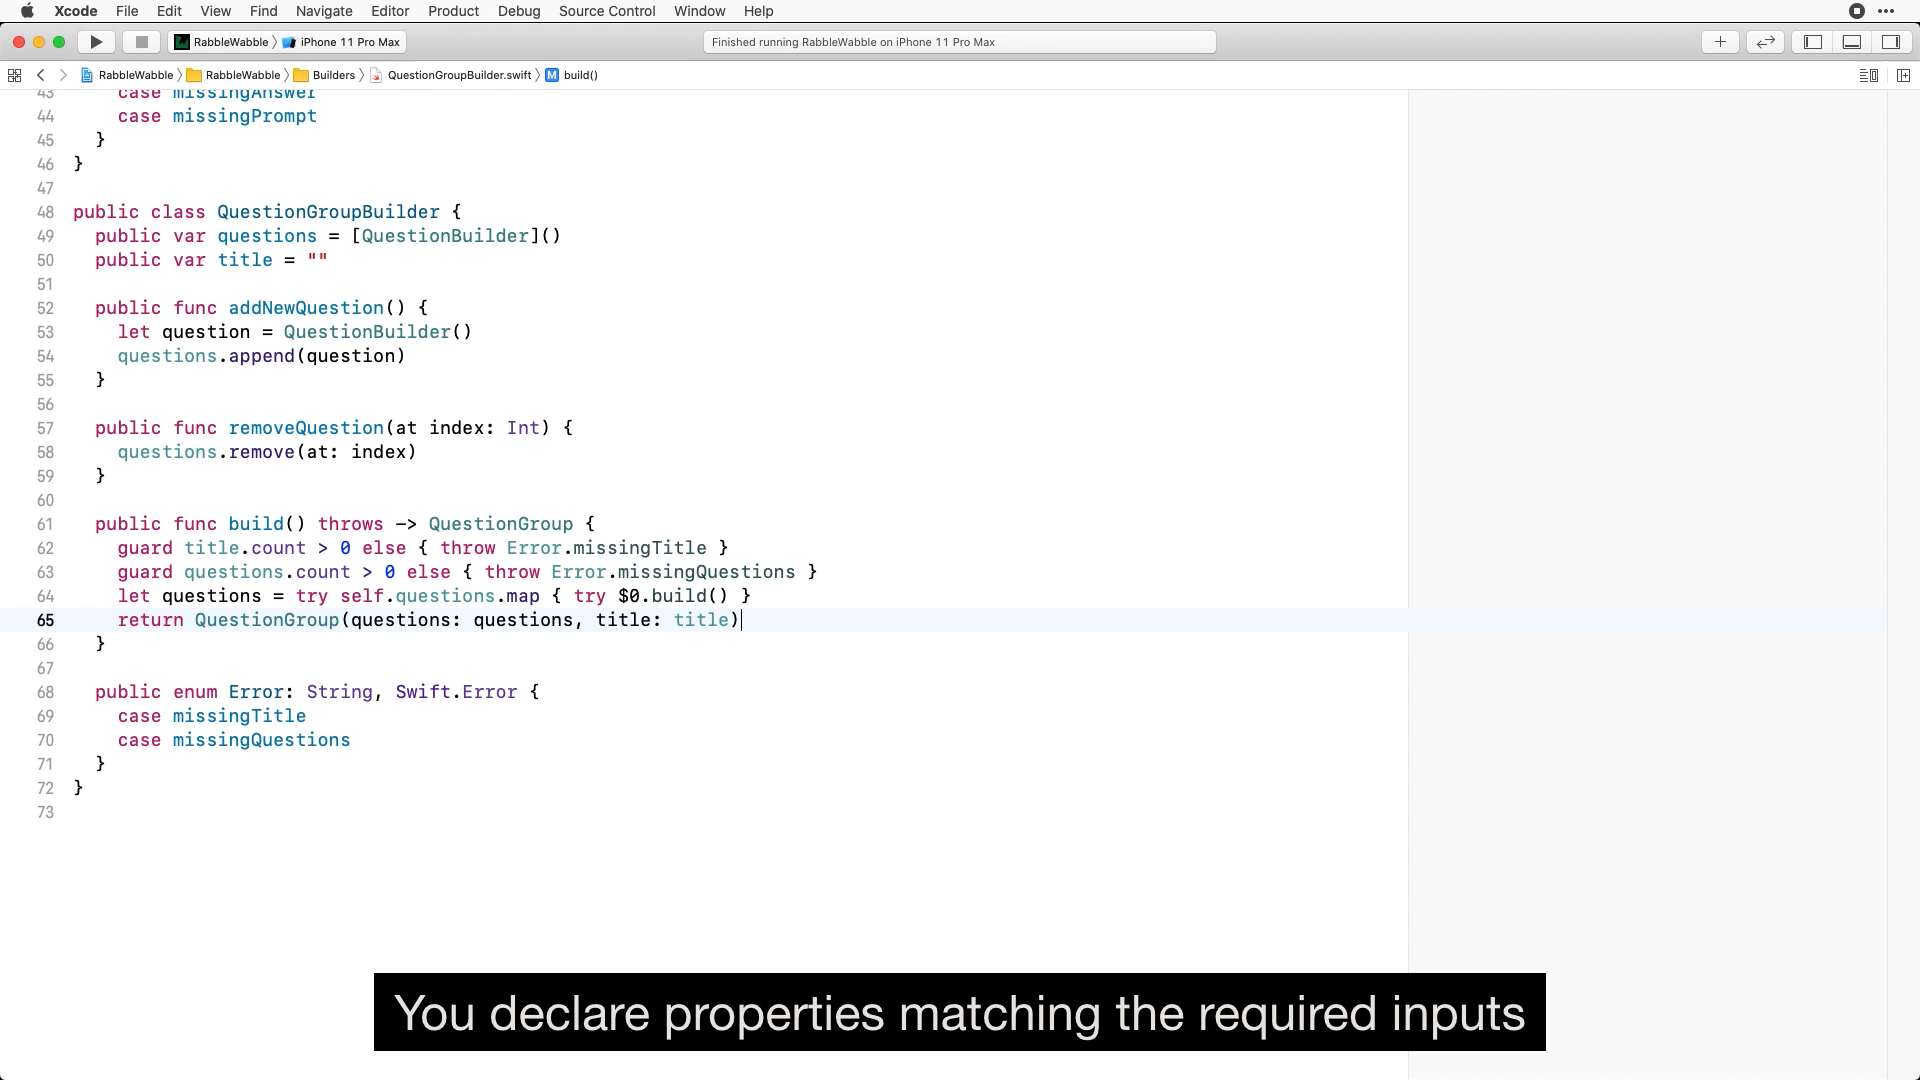 Xcode File Edit View Find Navigate Editor Product Debug Source Control Window Help
RabbleWabble iPhone 11 Pro Max Finished running RabbleWabble on iPhone 11 Pro Max
RabbleWabble RabbleWabble Builders QuestionGroupBuilder.swift M build()
43 case missingAnswer
44 case missingPrompt
45 }
46 }
47
48 public class QuestionGroupBuilder {
49 public var questions = [QuestionBuilder]()
50 public var title = ""
51
52 public func addNewQuestion() {
53 let question = QuestionBuilder()
54 questions.append(question)
55 }
56
57 public func removeQuestion(at index: Int) {
58 questions.remove(at: index)
59 }
60
61 public func build() throws -> QuestionGroup {
62 guard title.count > 0 else { throw Error.missingTitle }
63 guard questions.count > 0 else { throw Error.missingQuestions }
64 let questions = try self.questions.map { try $0.build() }
65 return QuestionGroup(questions: questions, title: title)
66 }
67
68 public enum Error: String, Swift.Error {
69 case missingTitle
70 case missingQuestions
71 }
72 }
73
You declare properties matching the required inputs